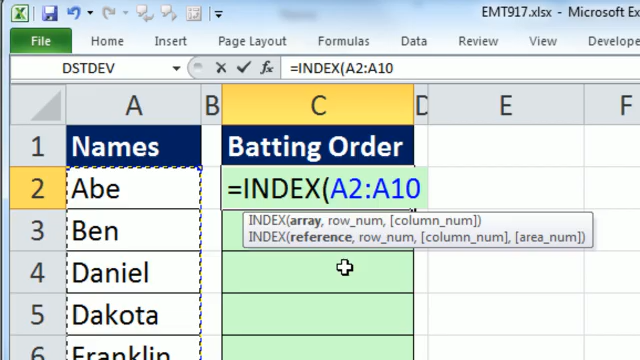 EMT917.xlsx - Microsoft Ex
File Home Insert Page Layout Formulas Data Review View Develope
DSTDEV fx =INDEX(A2:A10
A B C D E F
1 Names Batting Order
2 Abe =INDEX(A2:A10
INDEX(array, row_num, [column_num])
3 Ben INDEX(reference, row_num, [column_num], [area_num])
4 Daniel
5 Dakota
6 Franklin